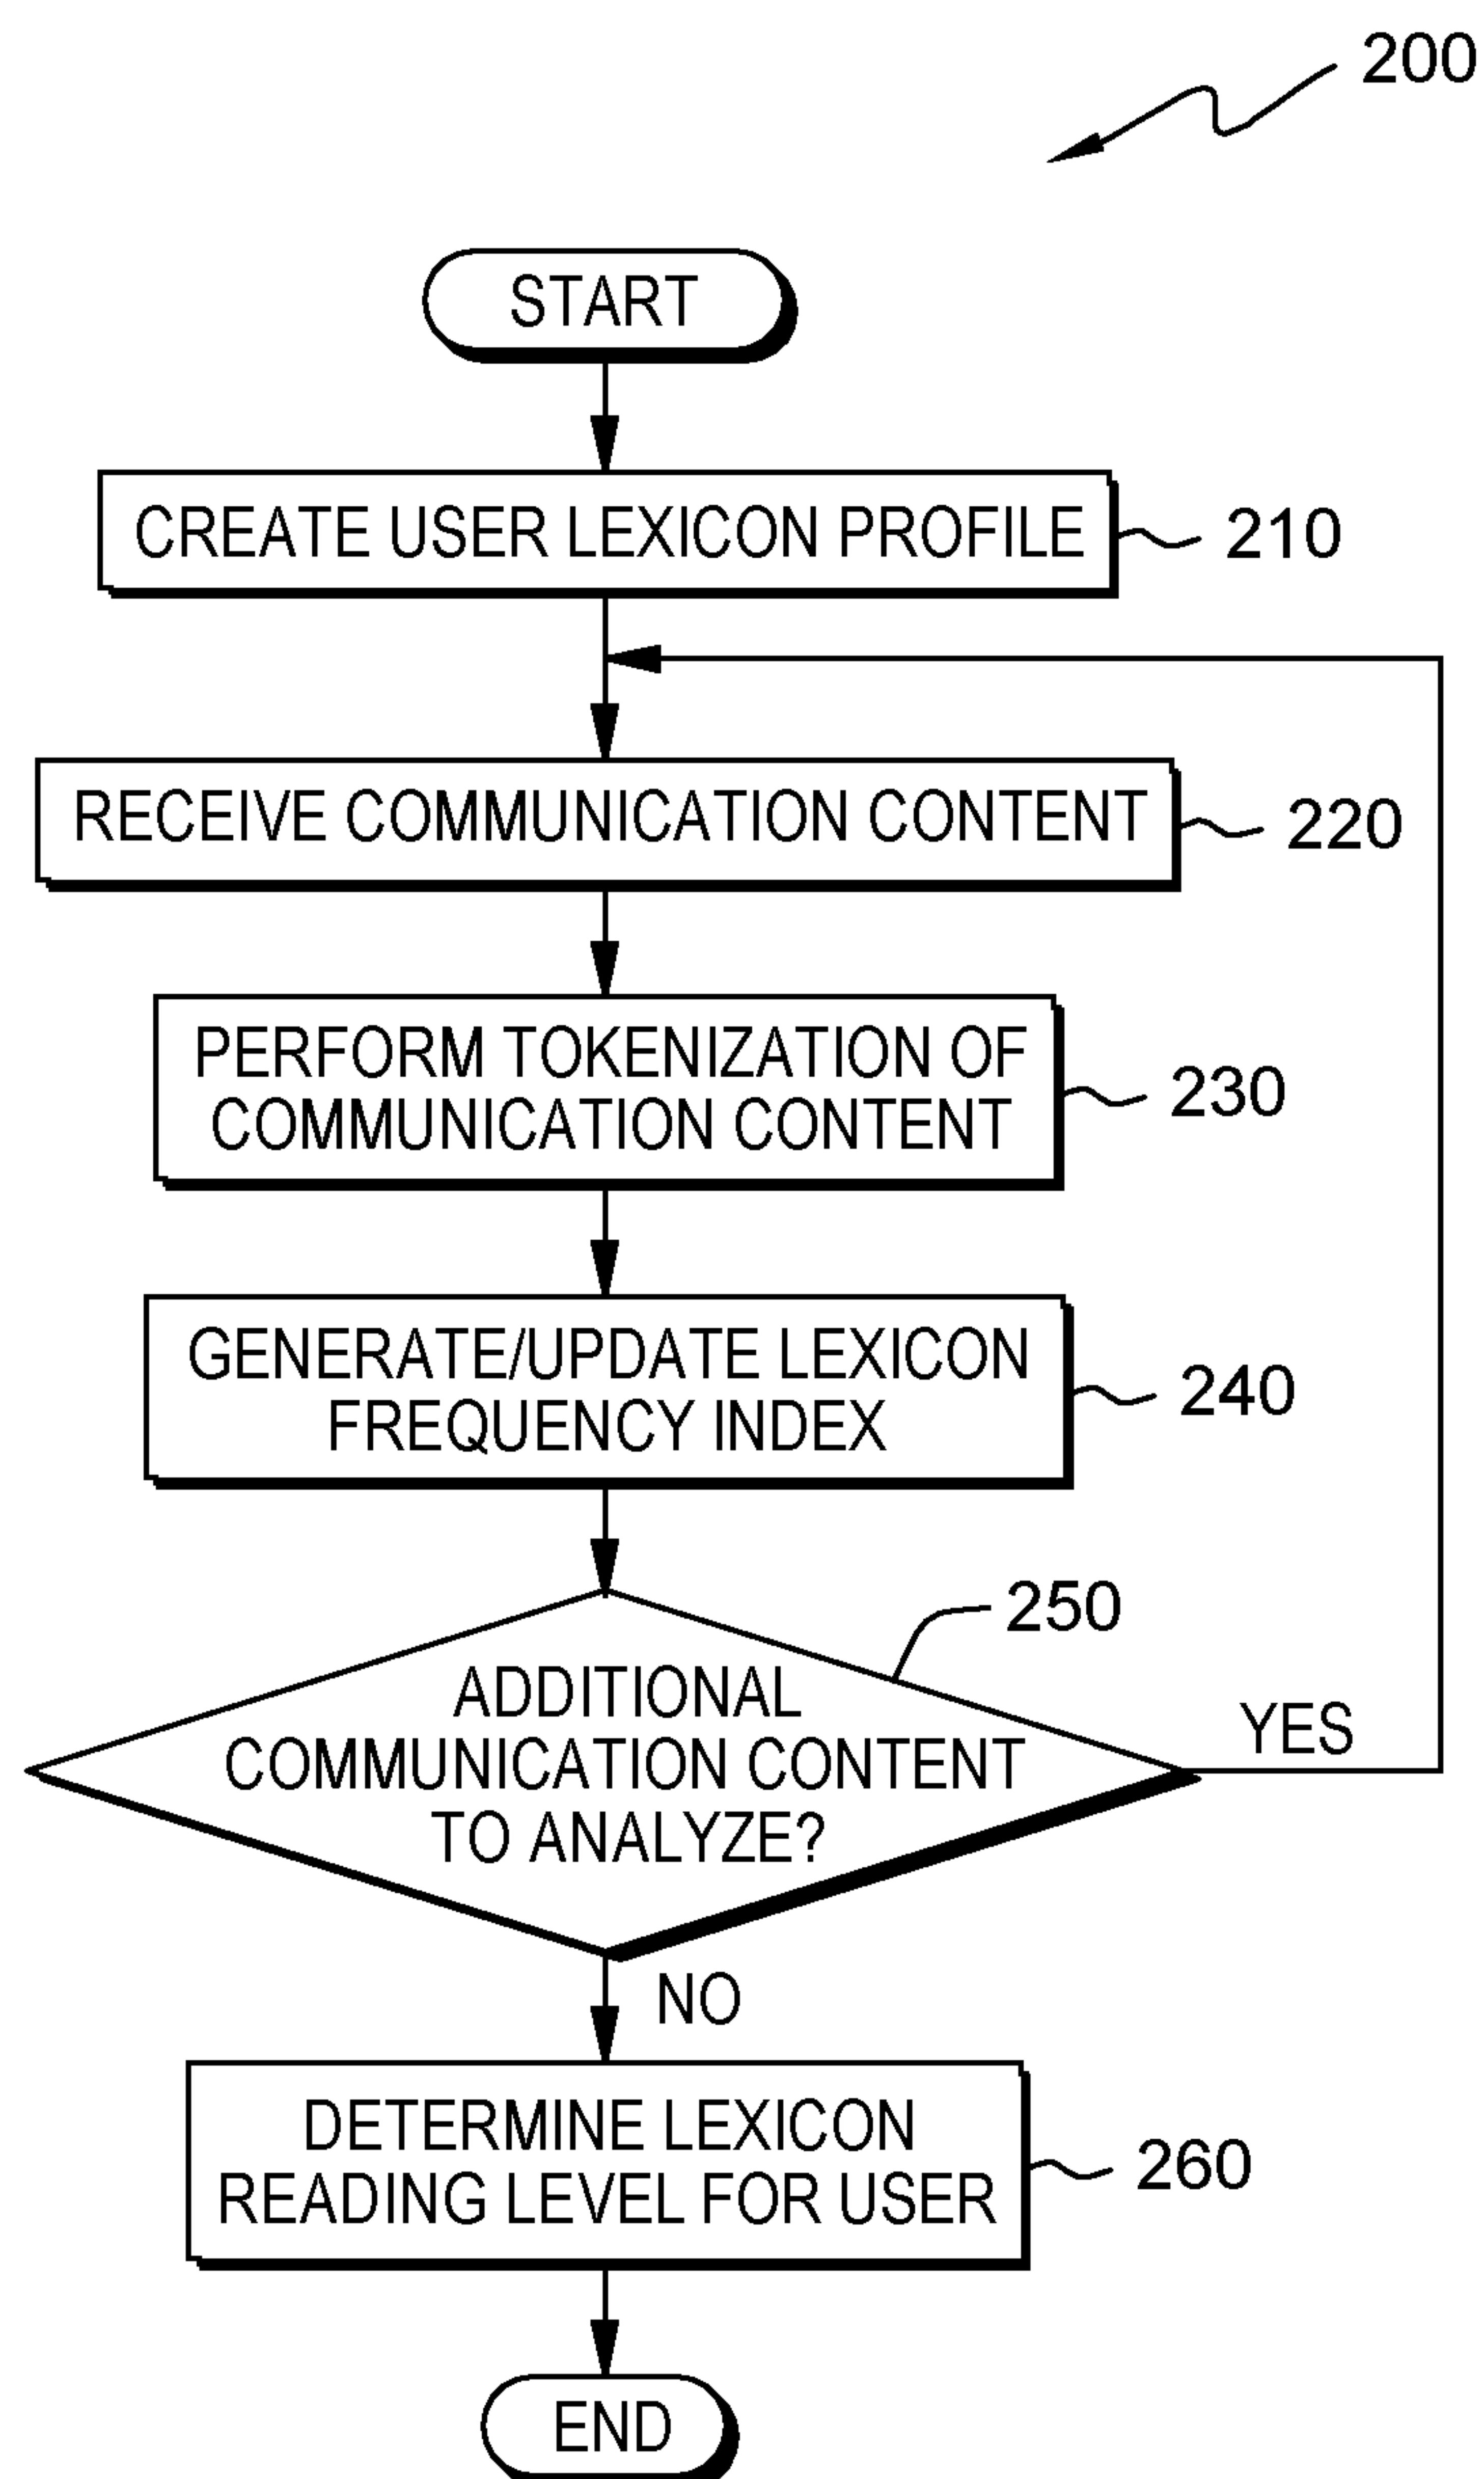 200
START
CREATE USER LEXICON PROFILE
210
RECEIVE COMMUNICATION CONTENT
220
PERFORM TOKENIZATION OF
COMMUNICATION CONTENT
230
GENERATE/UPDATE LEXICON
FREQUENCY INDEX
240
250
ADDITIONAL
COMMUNICATION CONTENT
TO ANALYZE?
YES
NO
DETERMINE LEXICON
READING LEVEL FOR USER
260
END